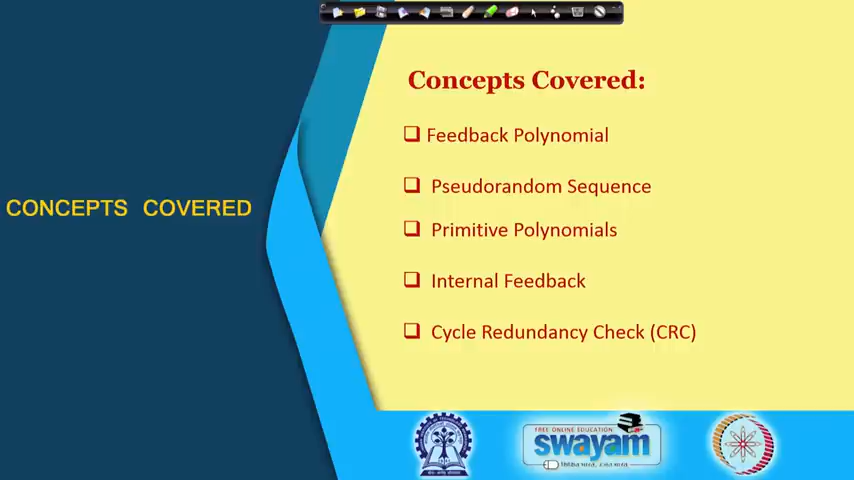 Concepts Covered:
Feedback Polynomial
Pseudorandom Sequence
Primitive Polynomials
Internal Feedback
Cycle Redundancy Check (CRC)
CONCEPTS COVERED
FREE ONLINE EDUCATION
swayam